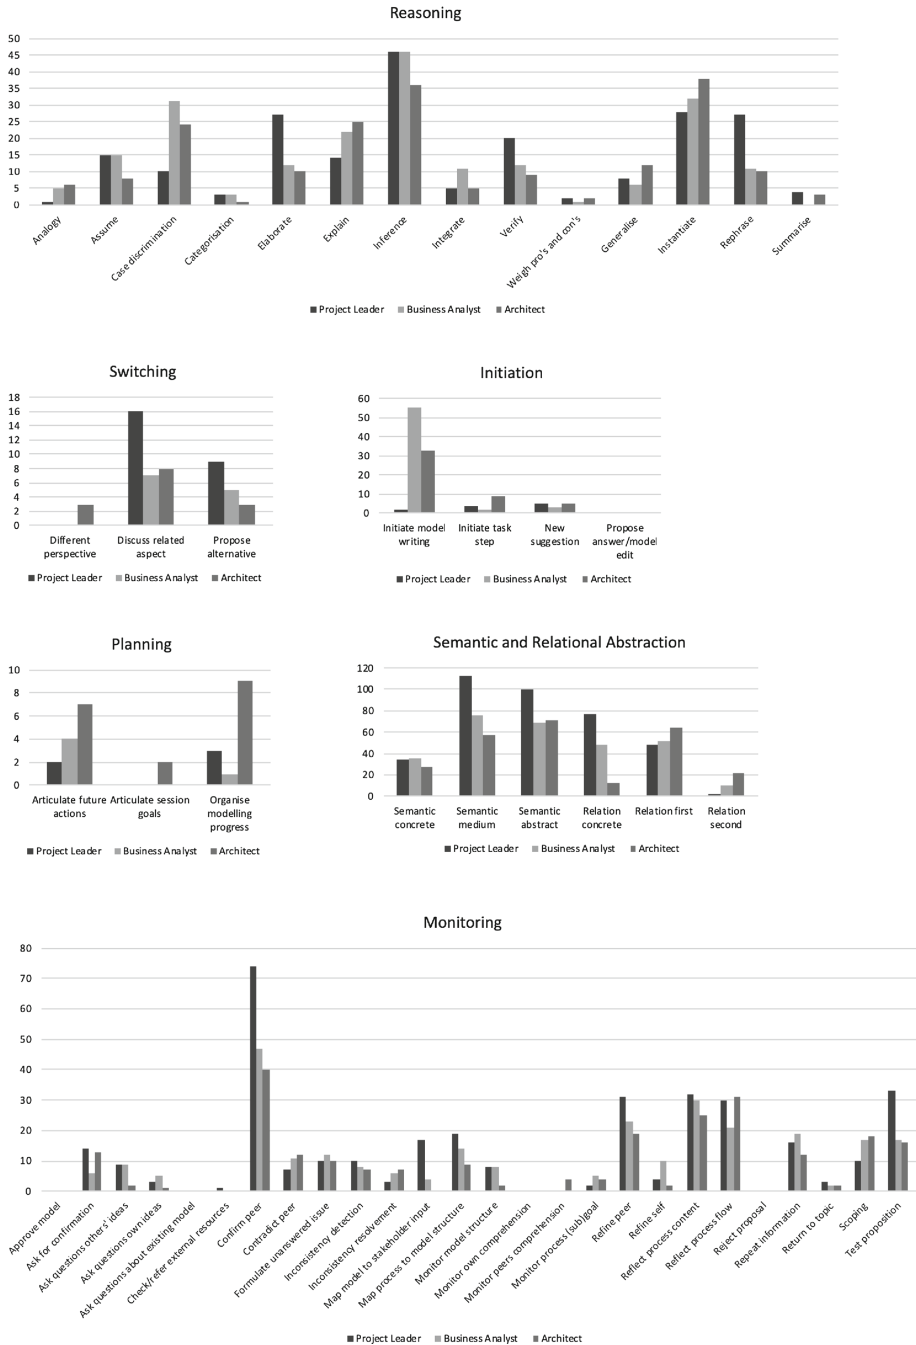 Reasoning
50
45
40
35
30
25
20
15
10
5
0
Analogy
Assume
Case discrimination
Categorisation
Elaborate
Explain
Inference
Integrate
Verify
Weigh pro's and con's
Generalise
Instantiate
Rephrase
Summarise
Project Leader Business Analyst Architect
Switching
18
16
14
12
10
8
6
4
2
0
Different perspective
Discuss related aspect
Propose alternative
Project Leader Business Analyst Architect
Initiation
60
50
40
30
20
10
0
Initiate model writing
Initiate task step
New suggestion
Propose answer/model edit
Project Leader Business Analyst Architect
Planning
10
8
6
4
2
0
Articulate future actions
Articulate session goals
Organise modelling progress
Project Leader Business Analyst Architect
Semantic and Relational Abstraction
120
100
80
60
40
20
0
Semantic concrete
Semantic medium
Semantic abstract
Relation concrete
Relation first
Relation second
Project Leader Business Analyst Architect
Monitoring
80
70
60
50
40
30
20
10
0
Approve model
Ask for confirmation
Ask questions others' ideas
Ask questions own ideas
Ask questions about existing model
Check/refer external resources
Confirm peer
Contradict peer
Formulate unanswered issue
Inconsistency detection
Inconsistency resolvement
Map model to stakeholder input
Map process to model structure
Monitor model structure
Monitor own comprehension
Monitor peers comprehension
Monitor process (sub)goal
Refine peer
Refine self
Reflect process content
Reflect process flow
Reject proposal
Repeat information
Return to topic
Scoping
Test proposition
Project Leader Business Analyst Architect